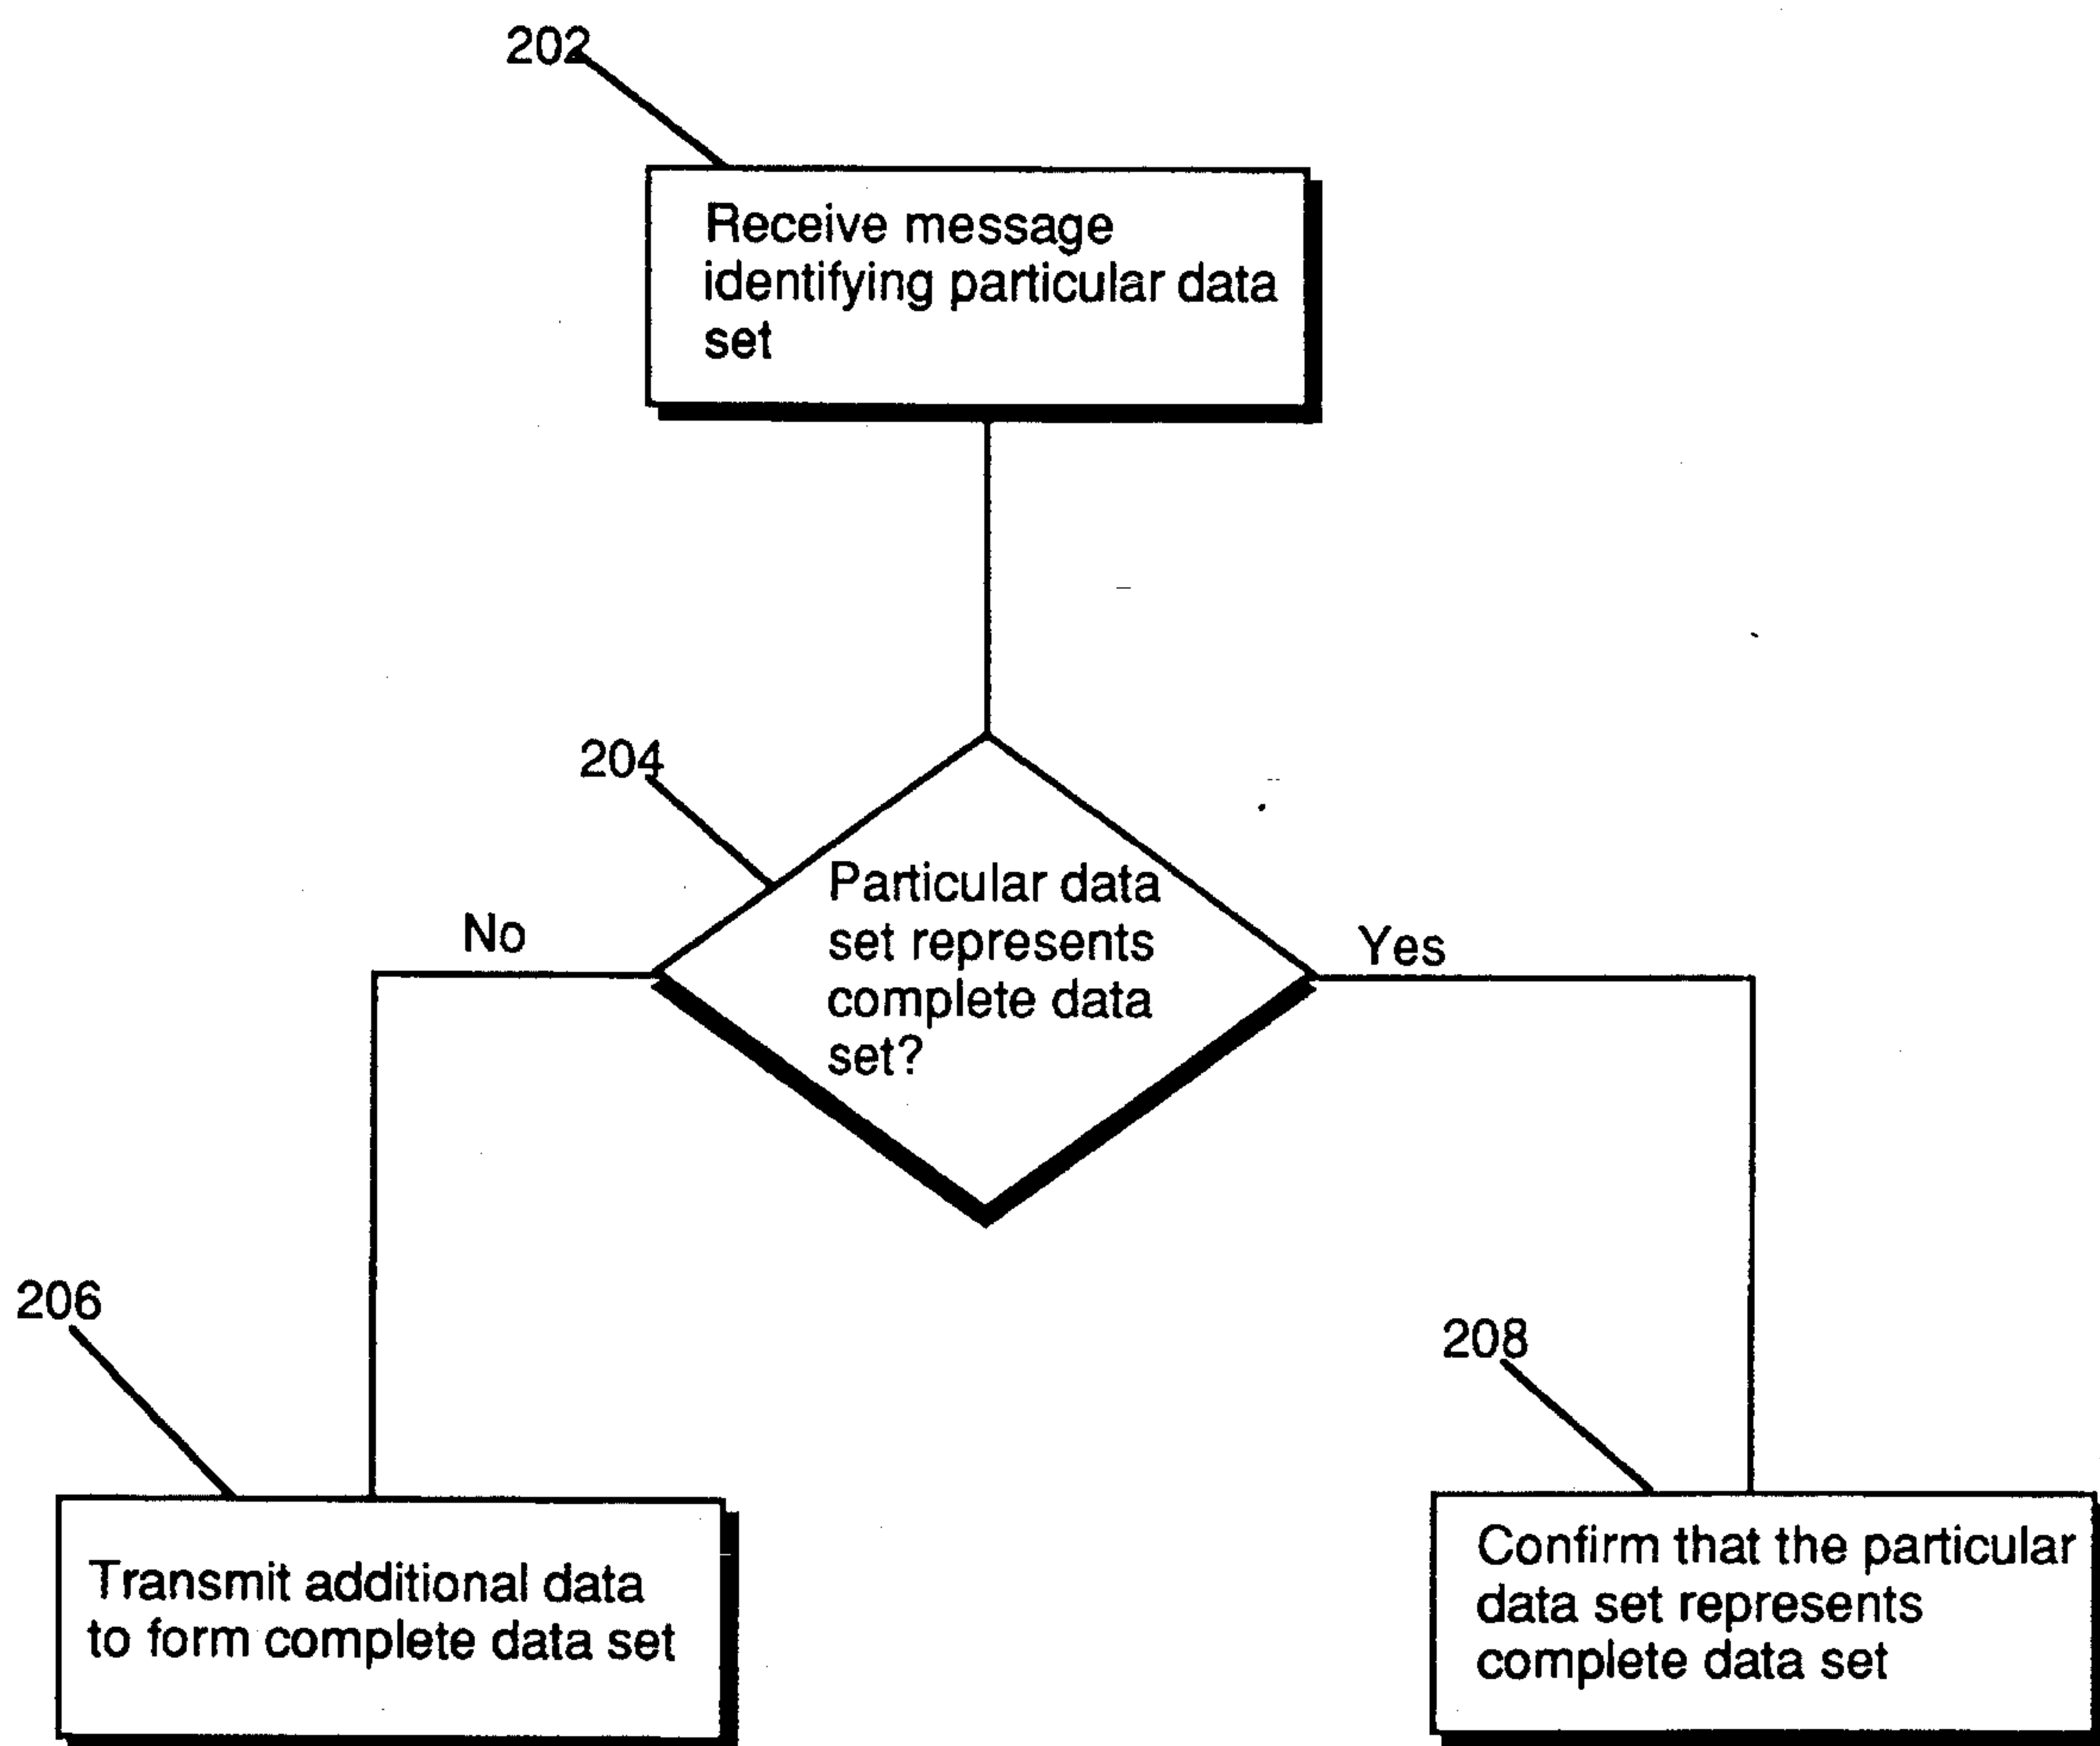 202
Receive message
identifying particular data
set
204
Particular data
set represents
complete data
set?
No
Yes
206
Transmit additional data
to form complete data set
208
Confirm that the particular
data set represents
complete data set